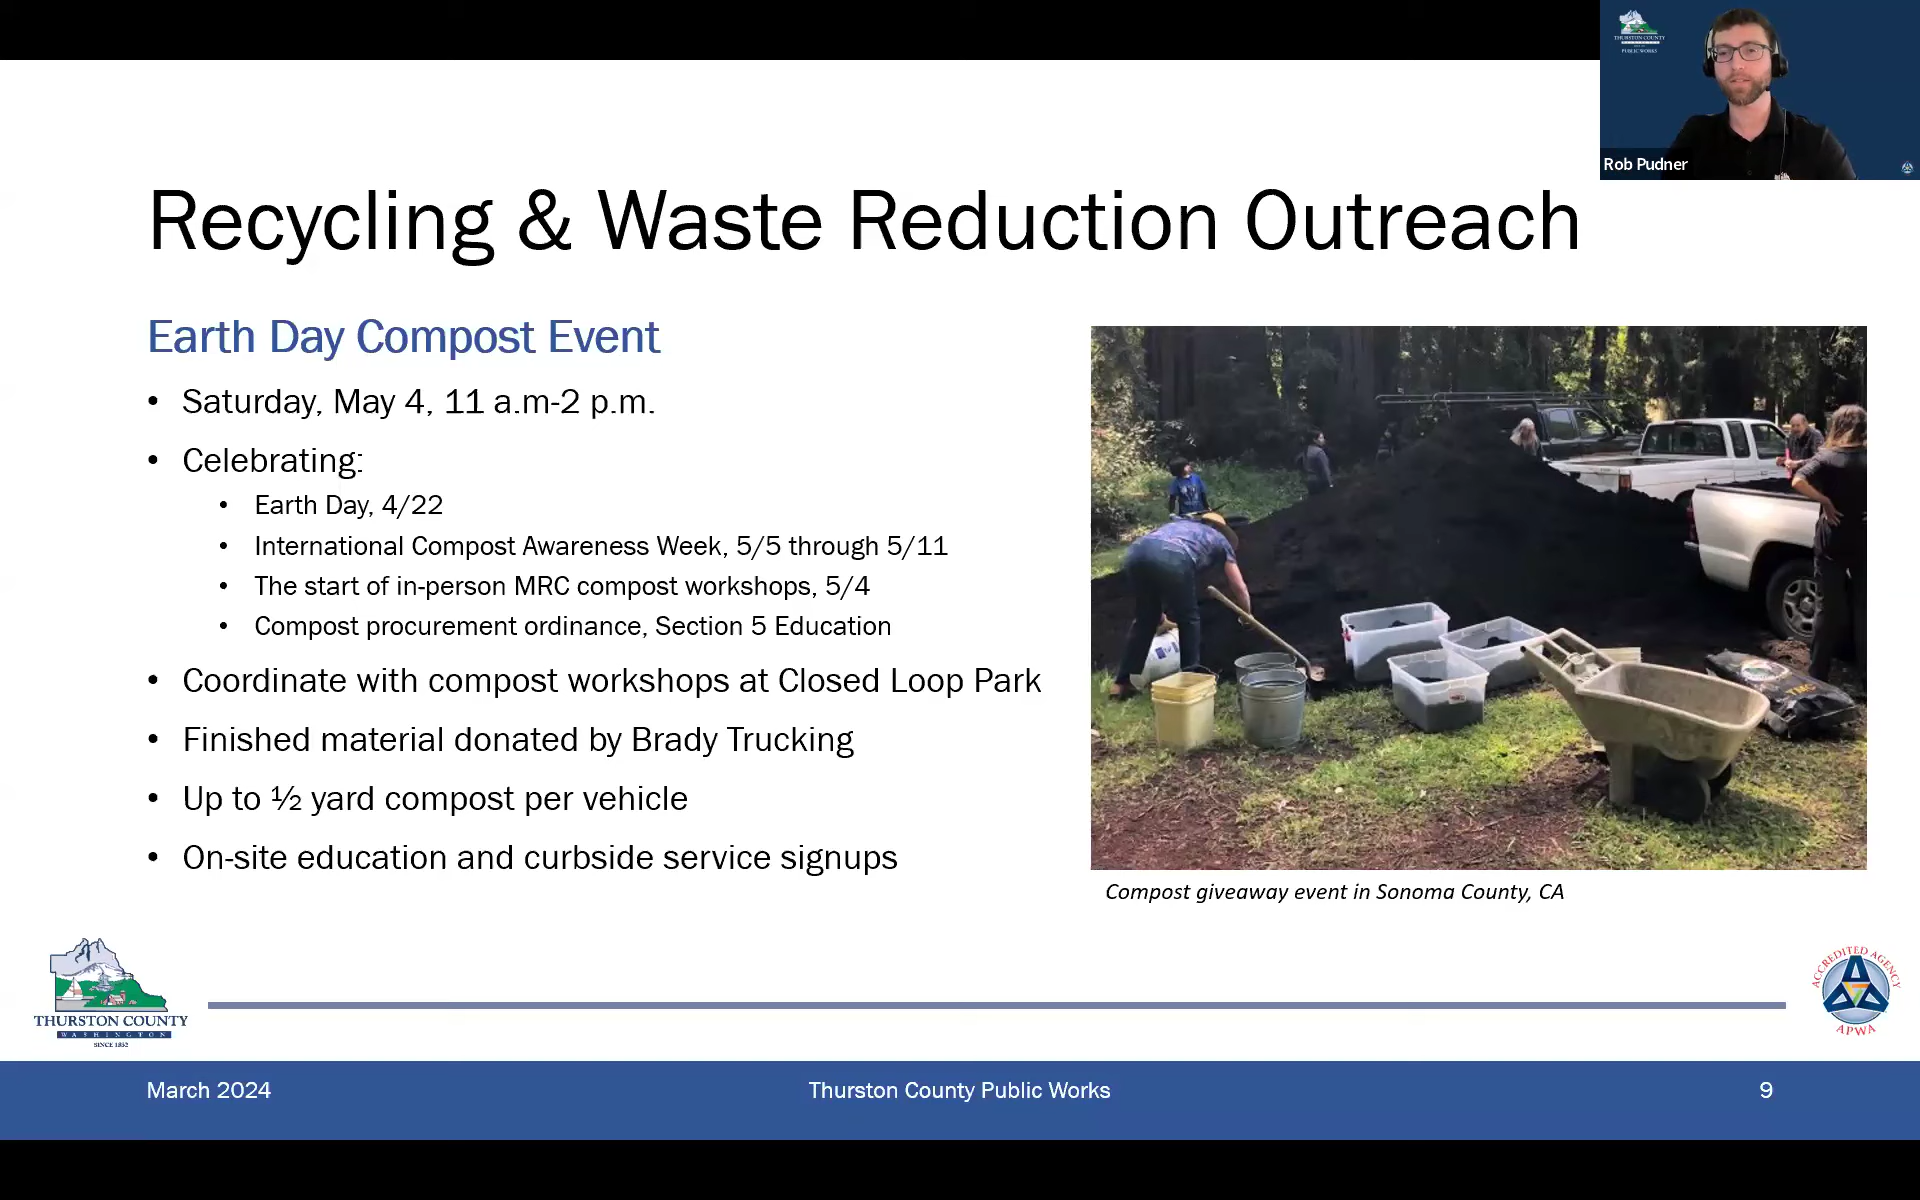 THURSTON COUNTY
PUBLIC WORKS
Rob Pudner
Recycling & Waste Reduction Outreach
Earth Day Compost Event
• Saturday, May 4, 11 a.m-2 p.m.
• Celebrating:
• Earth Day, 4/22
• International Compost Awareness Week, 5/5 through 5/11
• The start of in-person MRC compost workshops, 5/4
• Compost procurement ordinance, Section 5 Education
• Coordinate with compost workshops at Closed Loop Park
• Finished material donated by Brady Trucking
• Up to ½ yard compost per vehicle
• On-site education and curbside service signups
TMC
Compost giveaway event in Sonoma County, CA
THURSTON COUNTY
WASHINGTON
SINCE 1852
ACCREDITED AGENCY
APWA
March 2024
Thurston County Public Works
9